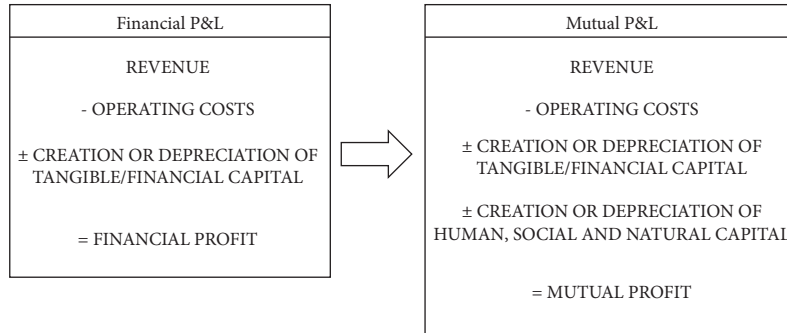 Financial P&L
REVENUE
- OPERATING COSTS
± CREATION OR DEPRECIATION OF
TANGIBLE/FINANCIAL CAPITAL
= FINANCIAL PROFIT
Mutual P&L
REVENUE
- OPERATING COSTS
± CREATION OR DEPRECIATION OF
TANGIBLE/FINANCIAL CAPITAL
± CREATION OR DEPRECIATION OF
HUMAN, SOCIAL AND NATURAL CAPITAL
= MUTUAL PROFIT